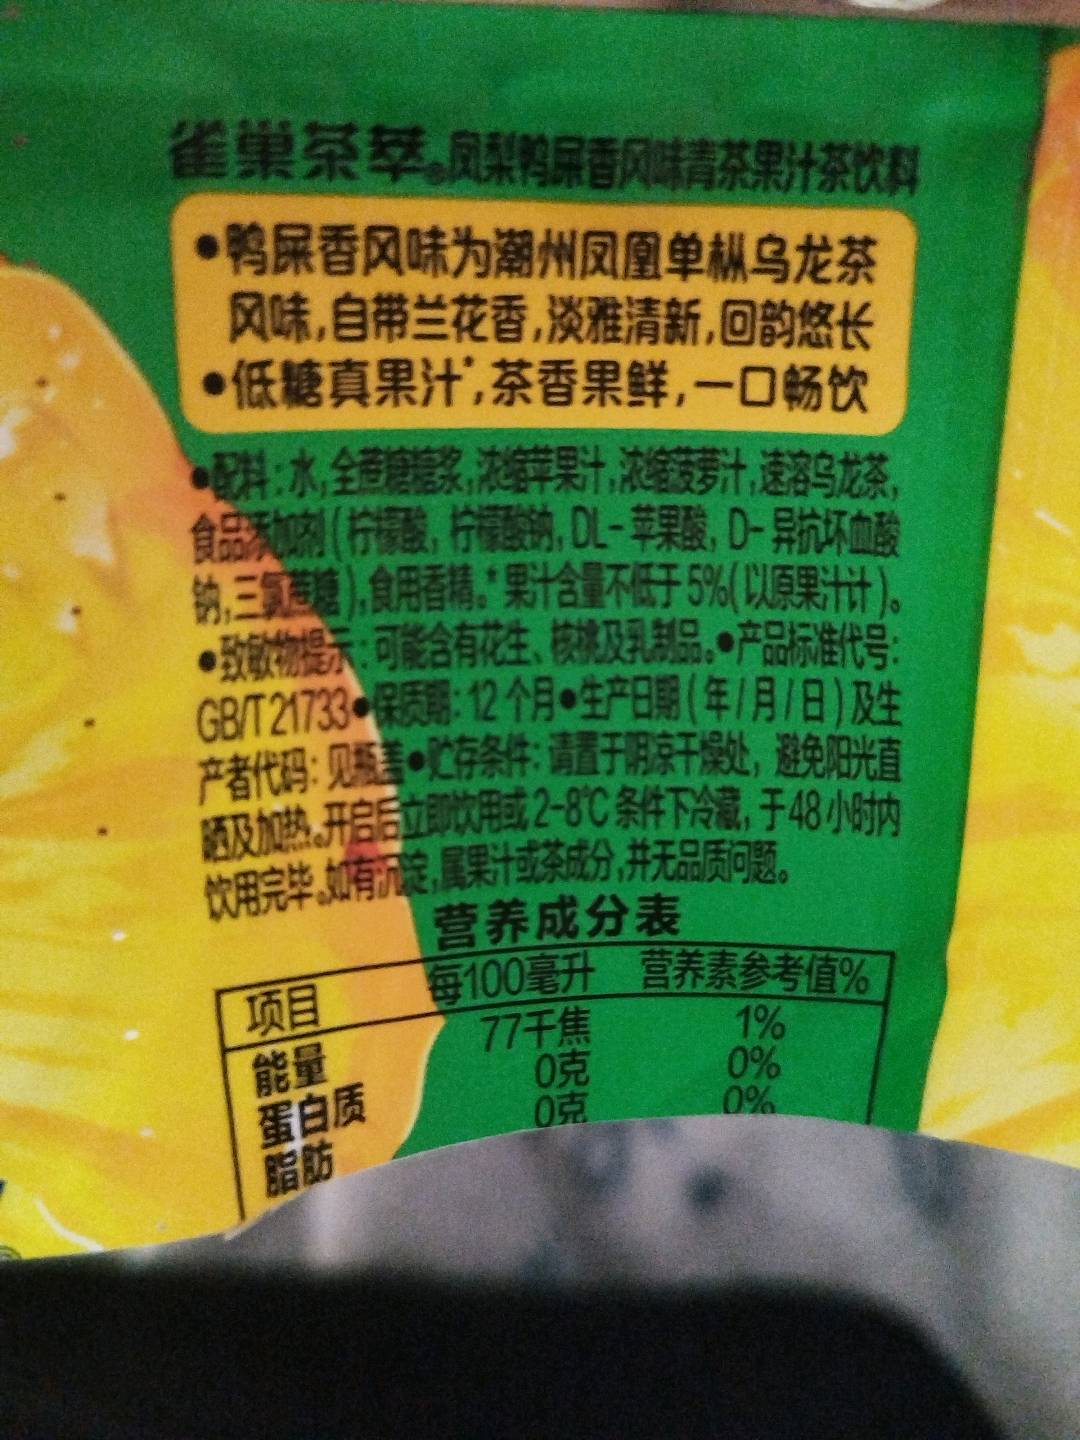 雀巢茶萃®凤梨鸭屎香风味青茶果汁茶饮料
●鸭屎香风味为潮州凤凰单枞乌龙茶
风味,自带兰花香,淡雅清新,回韵悠长
●低糖真果汁*,茶香果鲜,一口畅饮
●配料:水,全蔗糖糖浆,浓缩苹果汁,浓缩菠萝汁,速溶乌龙茶,
食品添加剂(柠檬酸,柠檬酸钠,DL-苹果酸,D-异抗坏血酸
钠,三氯蔗糖),食用香精。*果汁含量不低于5%(以原果汁计)。
●致敏物提示:可能含有花生、核桃及乳制品。●产品标准代号:
GB/T 21733●保质期:12个月●生产日期(年/月/日)及生
产者代码:见瓶盖●贮存条件:请置于阴凉干燥处,避免阳光直
晒及加热。开启后立即饮用或2-8℃条件下冷藏,于48小时内
饮用完毕。如有沉淀,属果汁或茶成分,并无品质问题。
营养成分表
项目 每100毫升 营养素参考值%
能量 77千焦 1%
蛋白质 0克 0%
脂肪 0克 0%